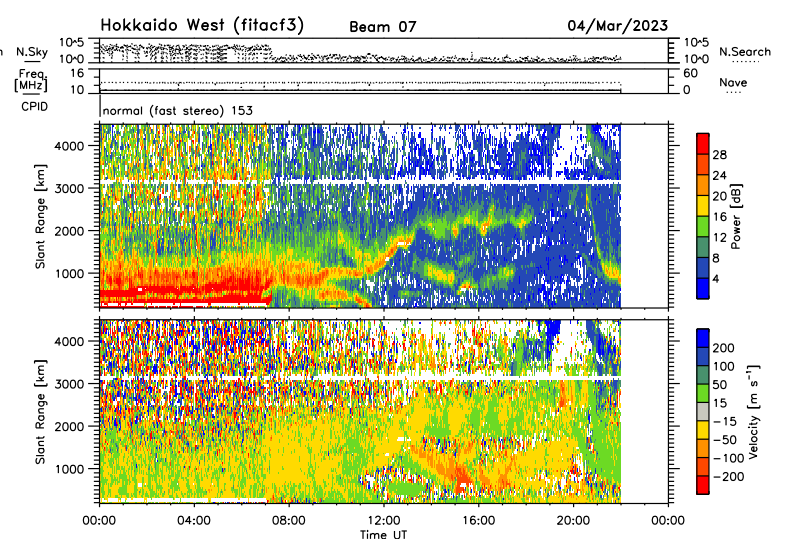 Hokkaido West (fitacf3) Beam 07 04/Mar/2023
N.Sky 10^5 10^5 N.Search
10^0 10^0
Freq. 16 60 Nave
[MHz] 10 0
CPID normal (fast stereo) 153
Slant Range [km]
4000
3000
2000
1000
28
24
20
16
12
8
4
Power [dB]
Slant Range [km]
4000
3000
2000
1000
200
100
50
15
-15
-50
-100
-200
Velocity [m s^-1]
00:00 04:00 08:00 12:00 16:00 20:00 00:00
Time UT